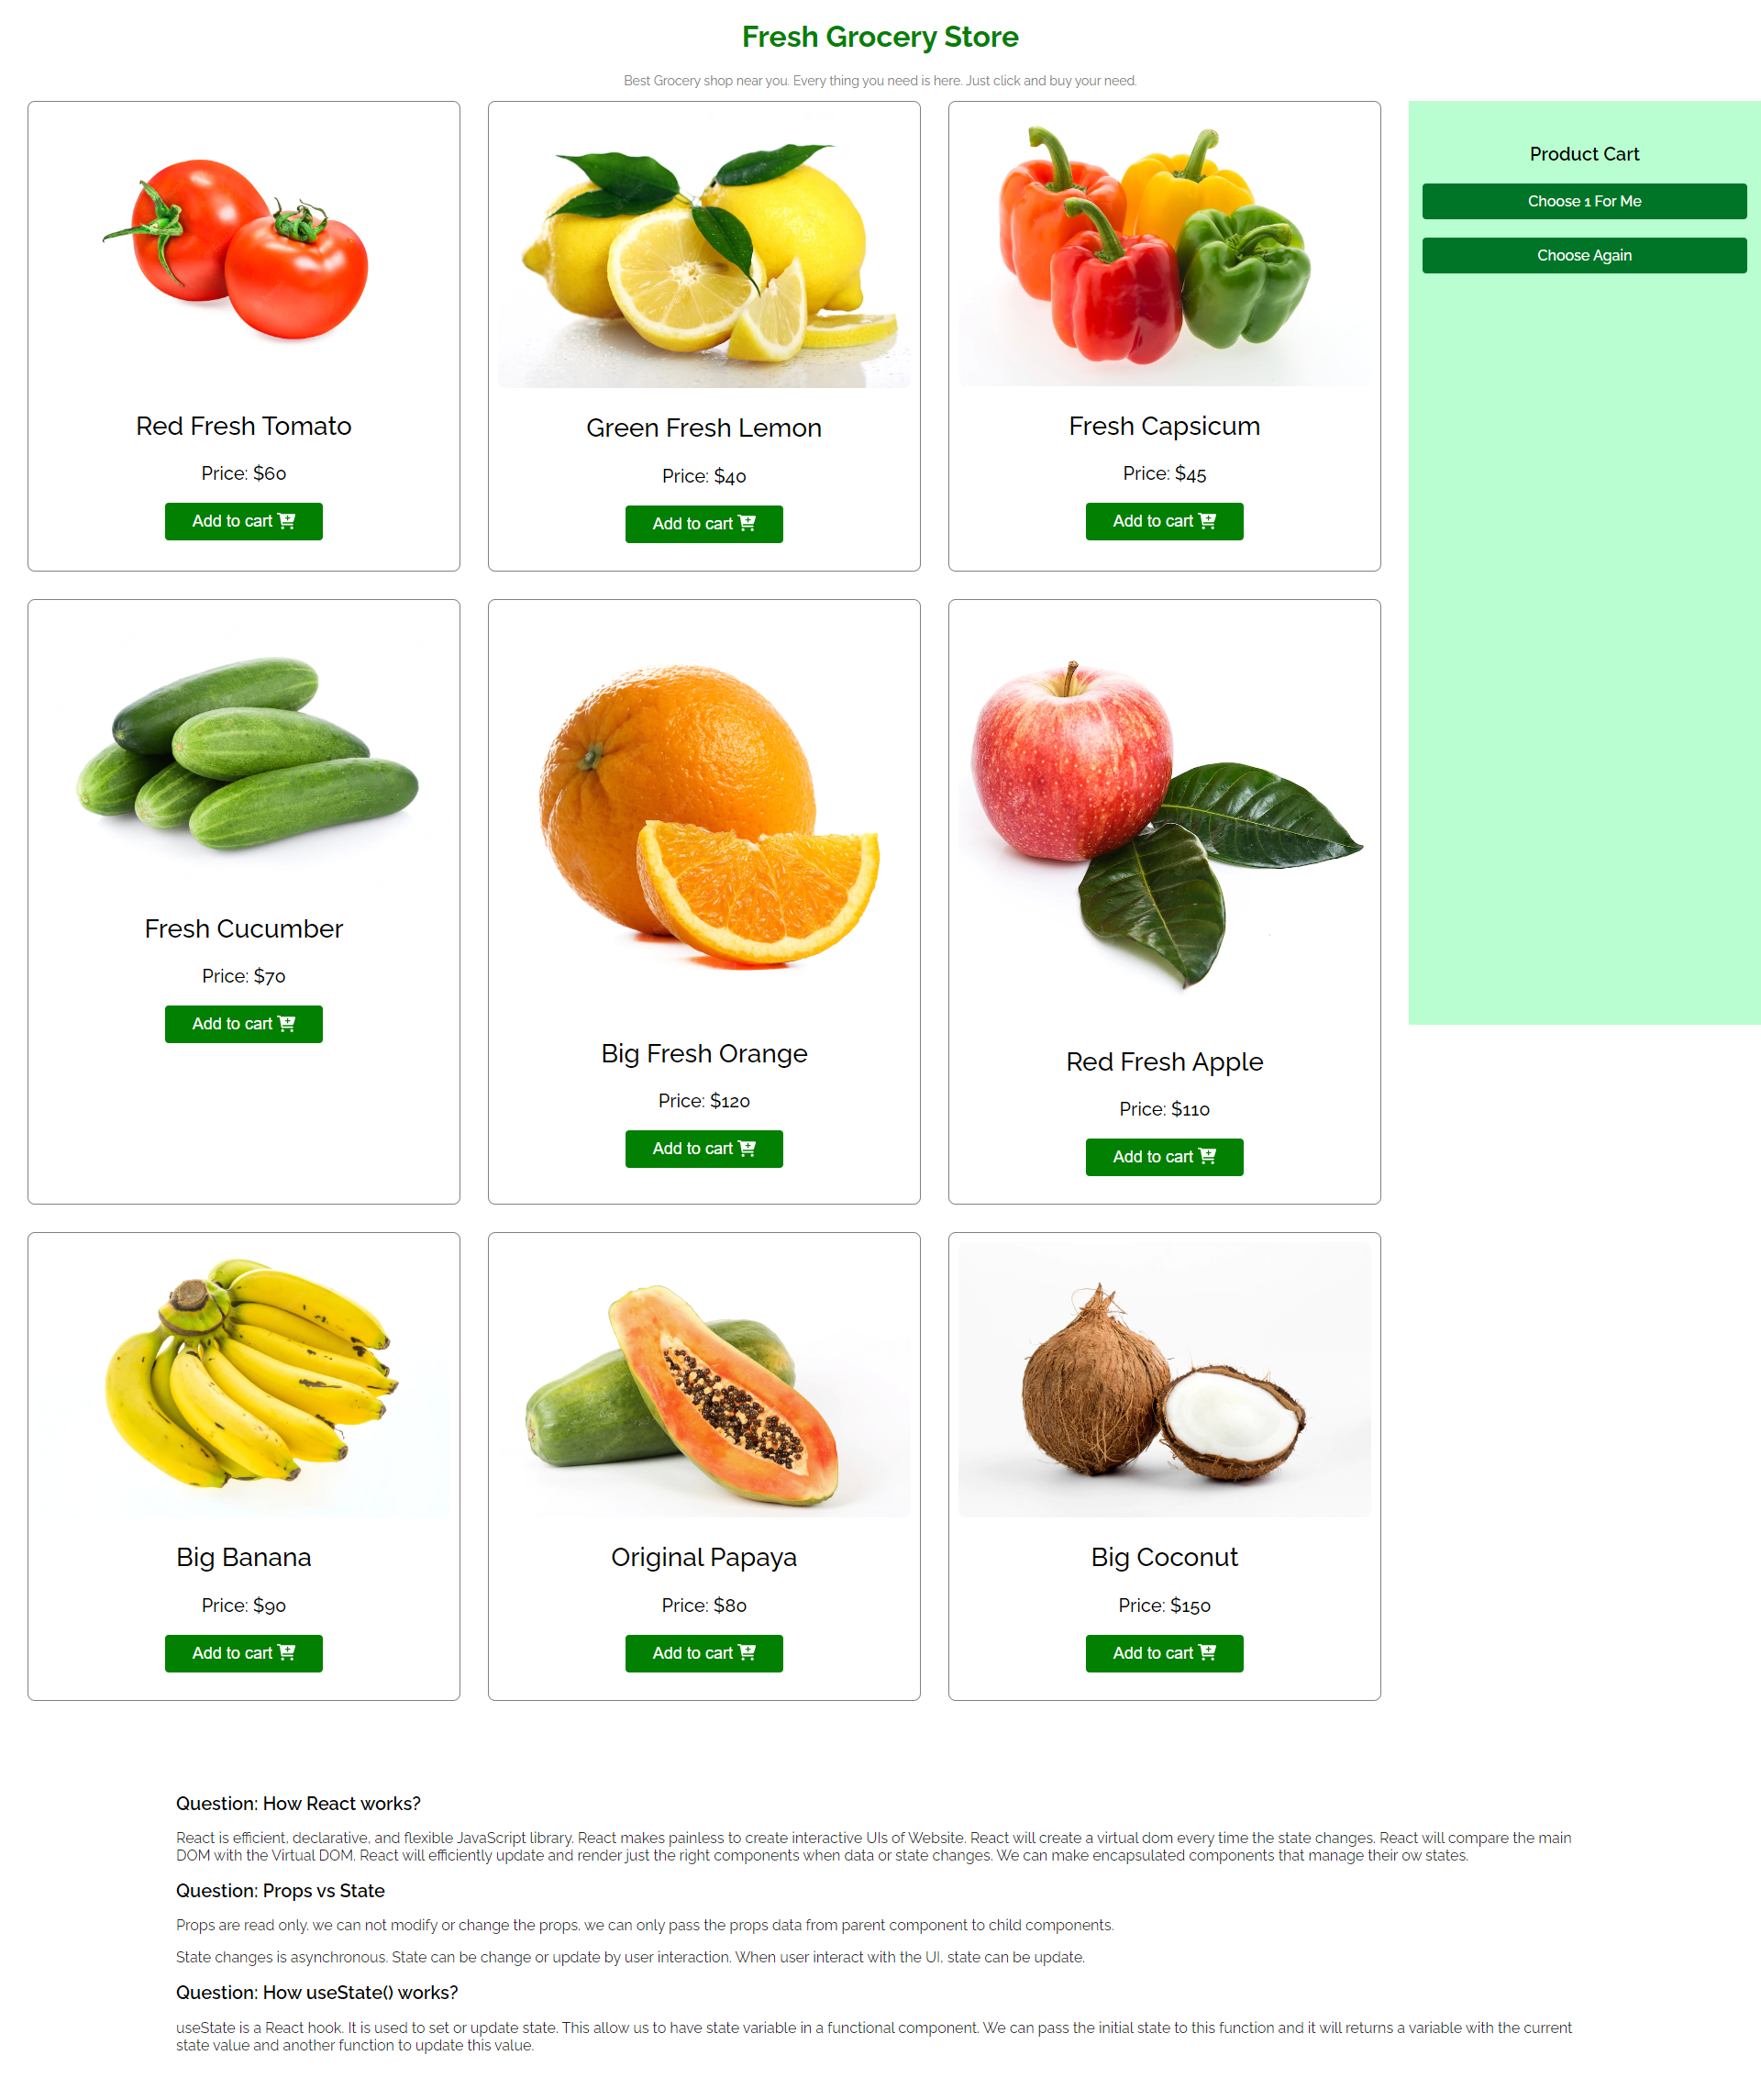 Fresh Grocery Store
Best Grocery shop near you. Every thing you need is here. Just click and buy your need.
Red Fresh Tomato
Price: $60
Add to cart
Green Fresh Lemon
Price: $40
Add to cart
Fresh Capsicum
Price: $45
Add to cart
Product Cart
Choose 1 For Me
Choose Again
Fresh Cucumber
Price: $70
Add to cart
Big Fresh Orange
Price: $120
Add to cart
Red Fresh Apple
Price: $110
Add to cart
Big Banana
Price: $90
Add to cart
Original Papaya
Price: $80
Add to cart
Big Coconut
Price: $150
Add to cart
Question: How React works?
React is efficient, declarative, and flexible JavaScript library. React makes painless to create interactive UIs of Website. React will create a virtual dom every time the state changes. React will compare the main
DOM with the Virtual DOM. React will efficiently update and render just the right components when data or state changes. We can make encapsulated components that manage their ow states.
Question: Props vs State
Props are read only. we can not modify or change the props. we can only pass the props data from parent component to child components.
State changes is asynchronous. State can be change or update by user interaction. When user interact with the UI, state can be update.
Question: How useState() works?
useState is a React hook. It is used to set or update state. This allow us to have state variable in a functional component. We can pass the initial state to this function and it will returns a variable with the current
state value and another function to update this value.